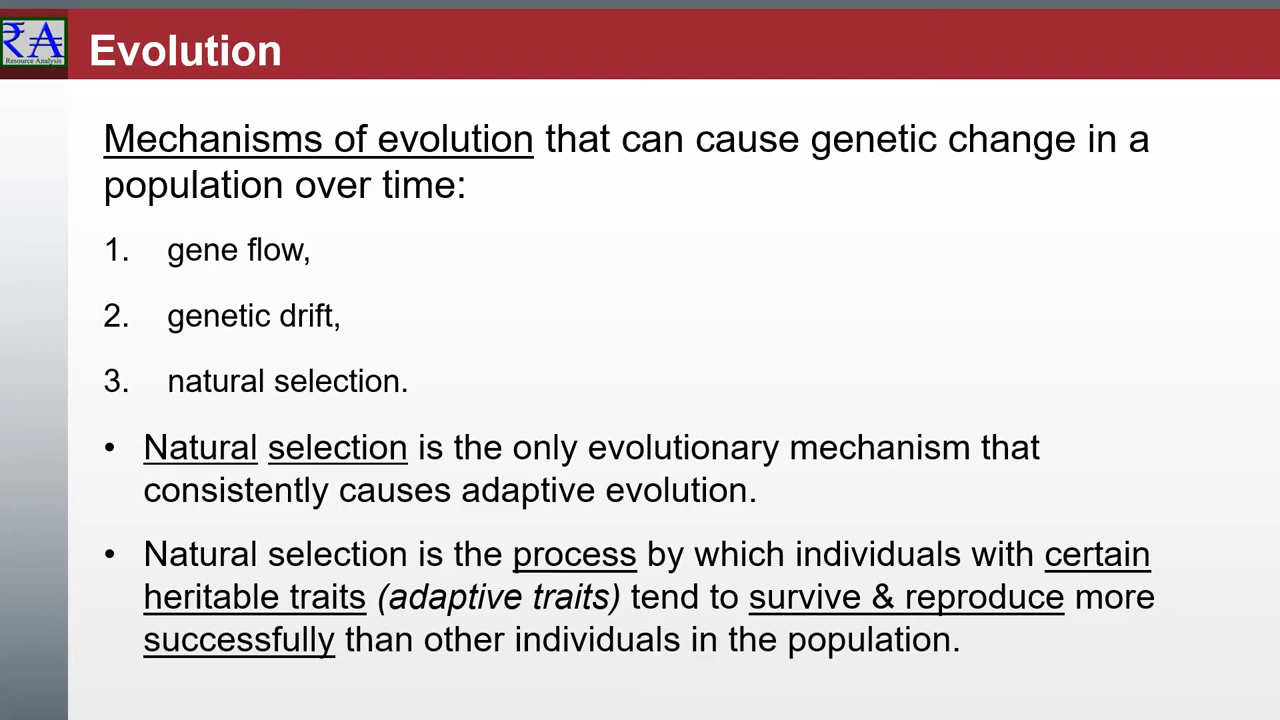 ₹A
Resource Analysis
Evolution
Mechanisms of evolution that can cause genetic change in a
population over time:
1. gene flow,
2. genetic drift,
3. natural selection.
• Natural selection is the only evolutionary mechanism that
consistently causes adaptive evolution.
• Natural selection is the process by which individuals with certain
heritable traits (adaptive traits) tend to survive & reproduce more
successfully than other individuals in the population.